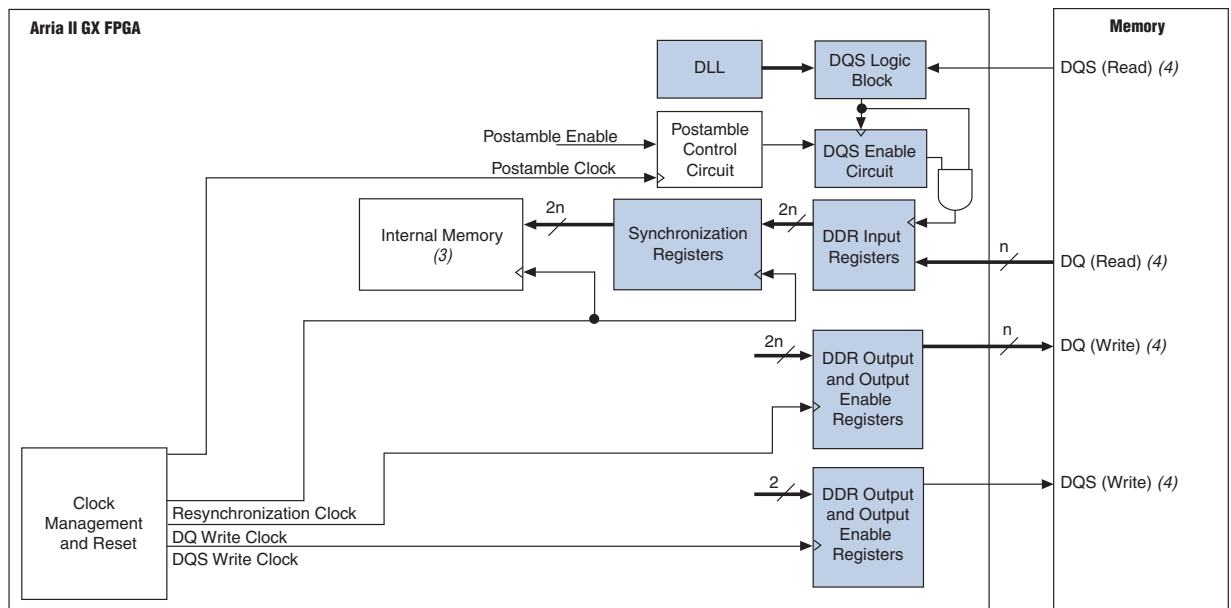 Arria II GX FPGA
Memory
DLL
DQS Logic
Block
DQS (Read) (4)
Postamble Enable
Postamble Clock
Postamble
Control
Circuit
DQS Enable
Circuit
2n
2n
Internal Memory
(3)
Synchronization
Registers
DDR Input
Registers
n
DQ (Read) (4)
2n
DDR Output
and Output
Enable
Registers
n
DQ (Write) (4)
Clock
Management
and Reset
Resynchronization Clock
DQ Write Clock
DQS Write Clock
2
DDR Output
and Output
Enable
Registers
DQS (Write) (4)